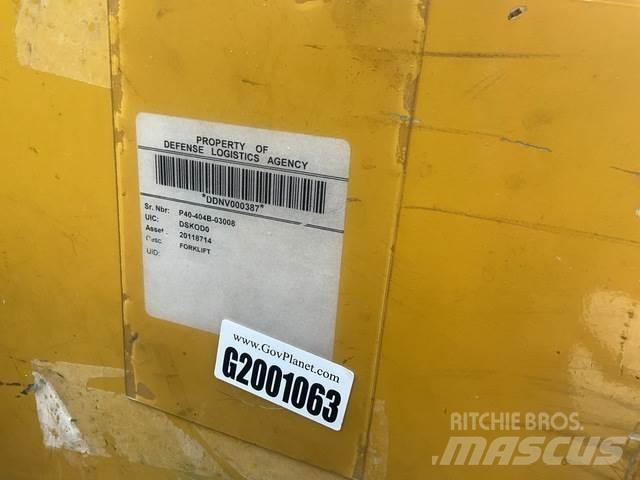 PROPERTY OF
DEFENSE LOGISTICS AGENCY
*DDNV000387*
Sr. Nbr: P40-404B-03008
UIC: DSKOD0
Asset: 20118714
Desc: FORKLIFT
UID:
www.GovPlanet.com
G2001063
RITCHIE BROS.
MASCUS